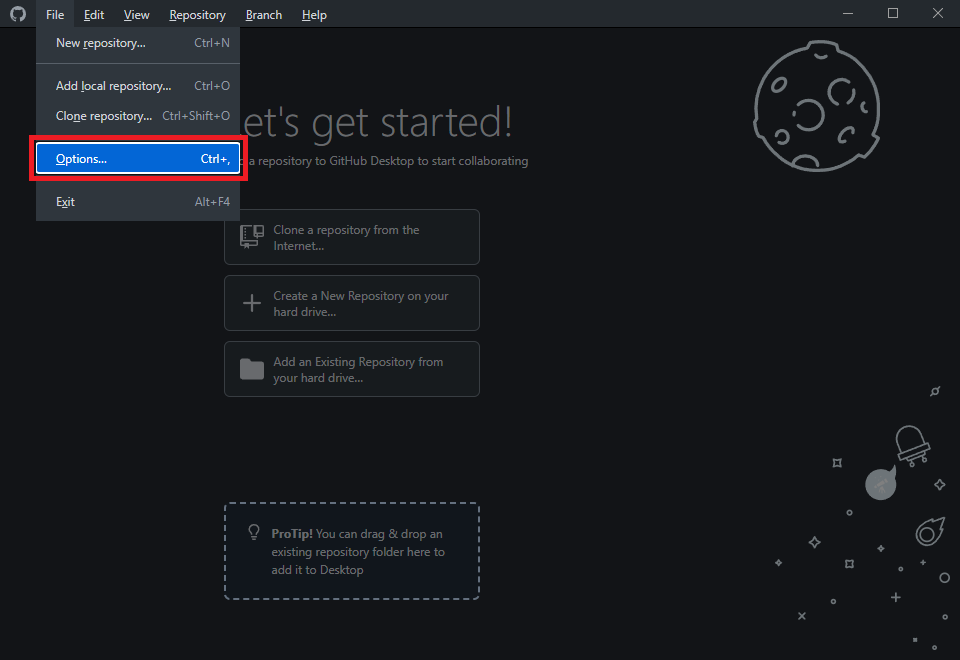 File Edit View Repository Branch Help
New repository... Ctrl+N
Add local repository... Ctrl+O
Clone repository... Ctrl+Shift+O
Options... Ctrl+,
Exit Alt+F4
et's get started!
a repository to GitHub Desktop to start collaborating
Clone a repository from the
Internet...
Create a New Repository on your
hard drive...
Add an Existing Repository from
your hard drive...
ProTip! You can drag & drop an
existing repository folder here to
add it to Desktop